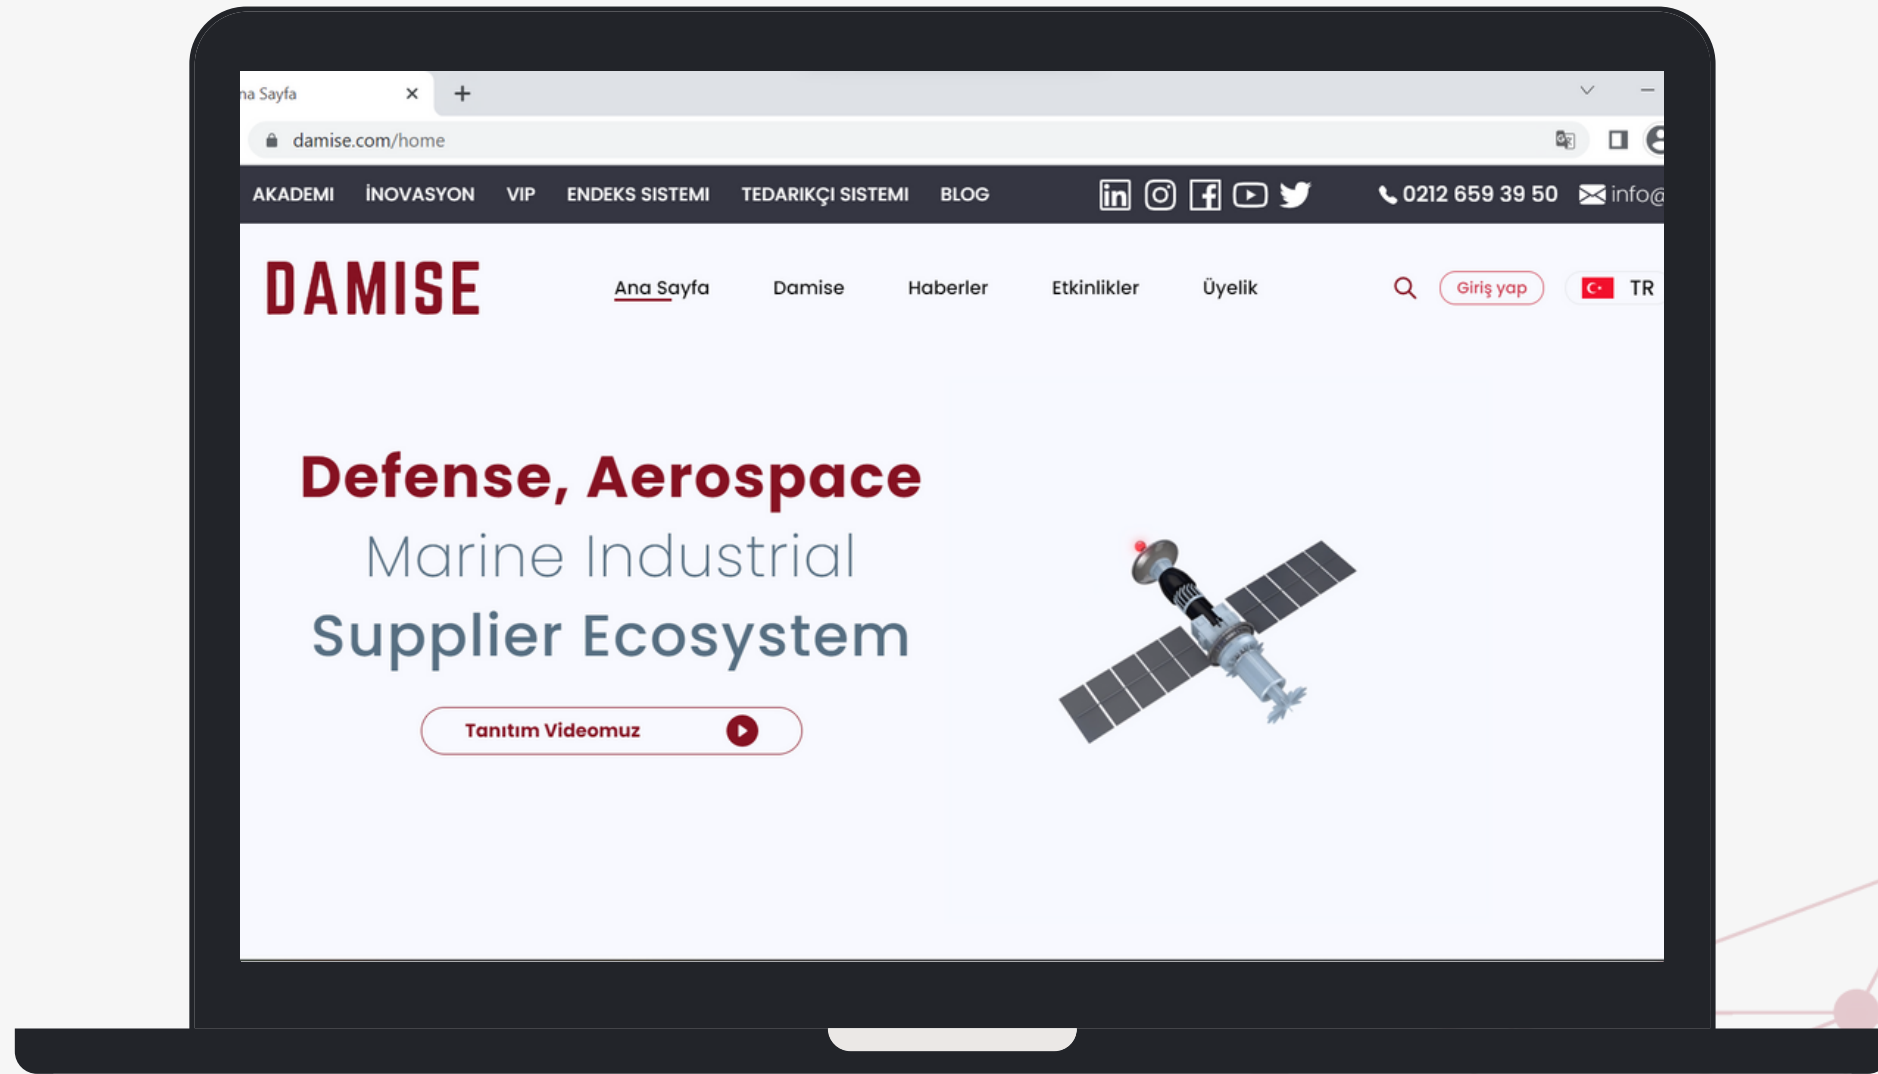 na Sayfa
damise.com/home
AKADEMI İNOVASYON VIP ENDEKS SISTEMI TEDARIKÇI SISTEMI BLOG 0212 659 39 50 info@
DAMISE Ana Sayfa Damise Haberler Etkinlikler Üyelik Giriş yap TR
Defense, Aerospace
Marine Industrial
Supplier Ecosystem
Tanıtım Videomuz